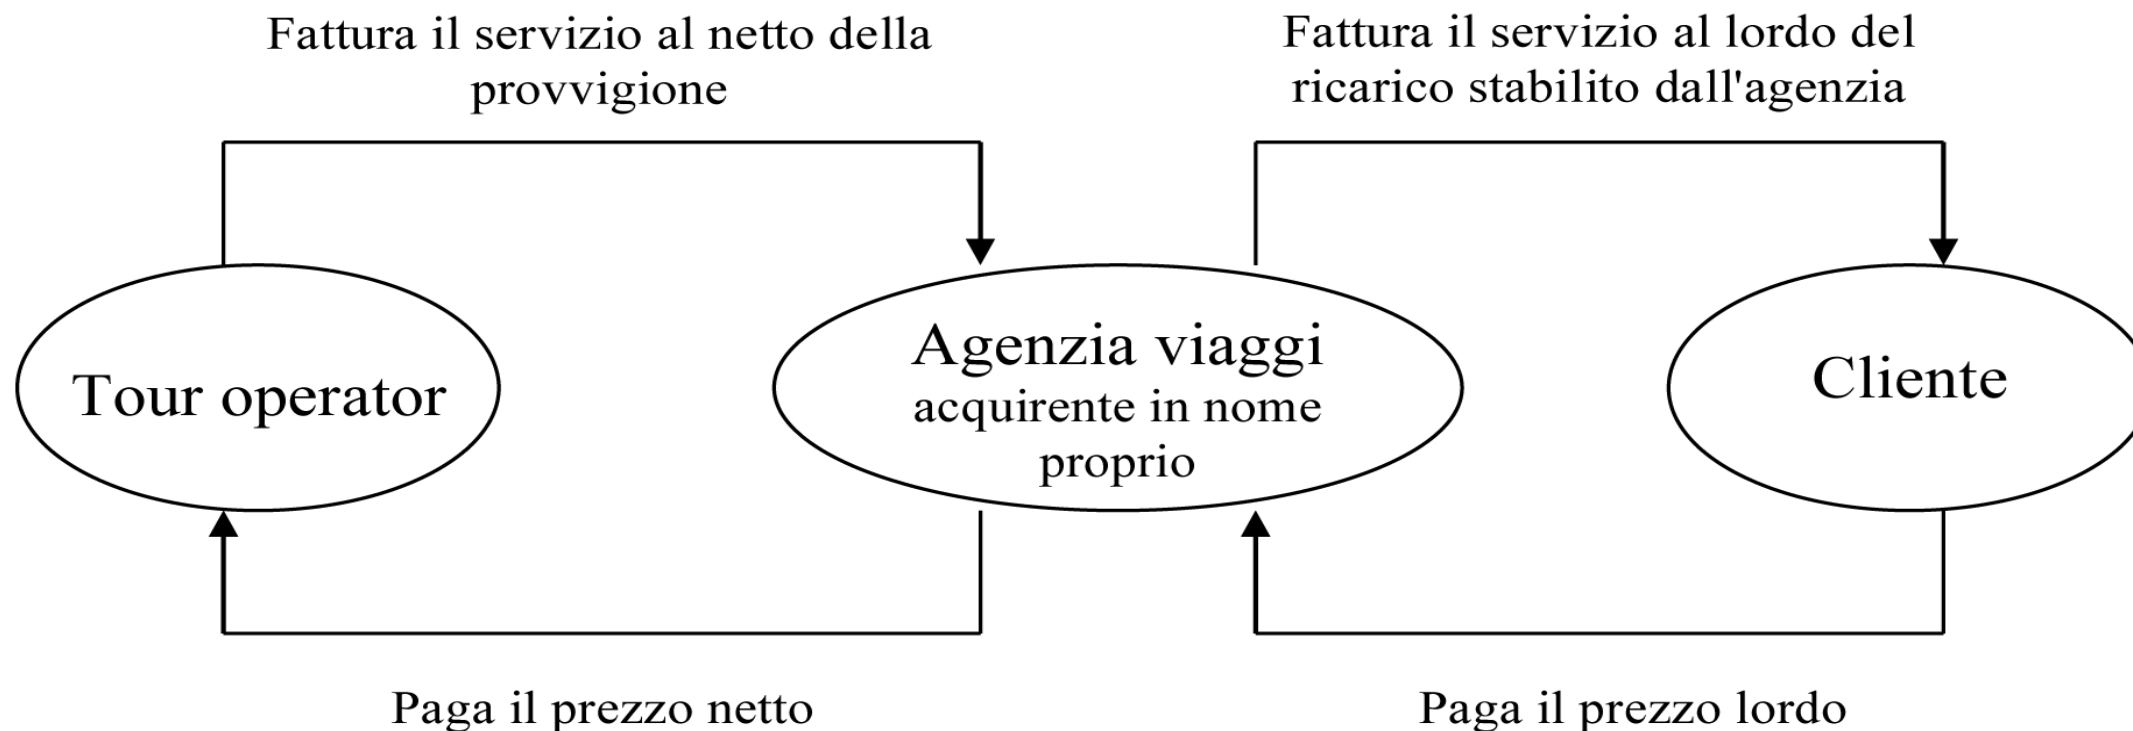 Fattura il servizio al netto della
provvigione
Fattura il servizio al lordo del
ricarico stabilito dall'agenzia
Tour operator
Agenzia viaggi
acquirente in nome
proprio
Cliente
Paga il prezzo netto
Paga il prezzo lordo